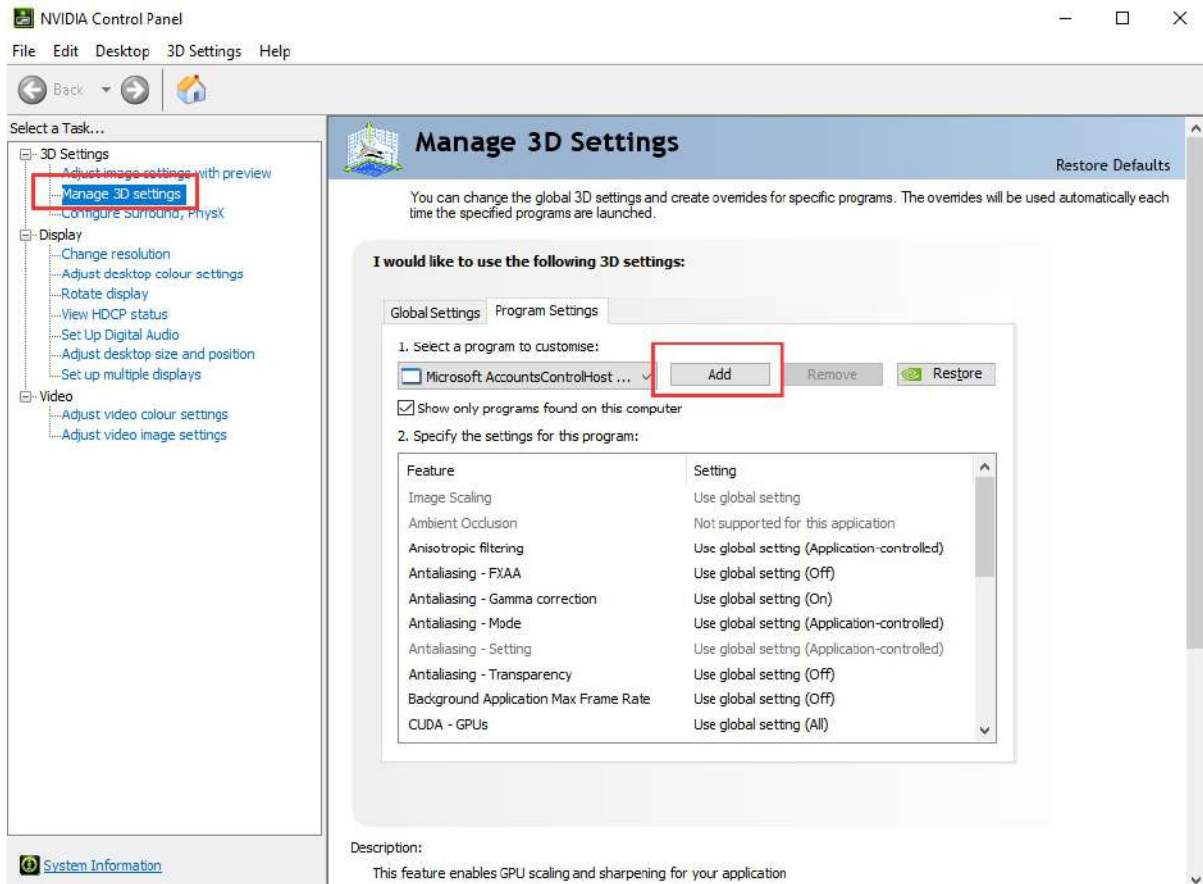 NVIDIA Control Panel
File Edit Desktop 3D Settings Help
Back
Select a Task...
3D Settings
Adjust image settings with preview
Manage 3D settings
Configure Surround, PhysX
Display
Change resolution
Adjust desktop colour settings
Rotate display
View HDCP status
Set Up Digital Audio
Adjust desktop size and position
Set up multiple displays
Video
Adjust video colour settings
Adjust video image settings
System Information
Manage 3D Settings
Restore Defaults
You can change the global 3D settings and create overrides for specific programs. The overrides will be used automatically each
time the specified programs are launched.
I would like to use the following 3D settings:
Global Settings Program Settings
1. Select a program to customise:
Microsoft AccountsControlHost ... Add Remove Restore
Show only programs found on this computer
2. Specify the settings for this program:
Feature Setting
Image Scaling Use global setting
Ambient Occlusion Not supported for this application
Anisotropic filtering Use global setting (Application-controlled)
Antialiasing - FXAA Use global setting (Off)
Antialiasing - Gamma correction Use global setting (On)
Antialiasing - Mode Use global setting (Application-controlled)
Antialiasing - Setting Use global setting (Application-controlled)
Antialiasing - Transparency Use global setting (Off)
Background Application Max Frame Rate Use global setting (Off)
CUDA - GPUs Use global setting (All)
Description:
This feature enables GPU scaling and sharpening for your application